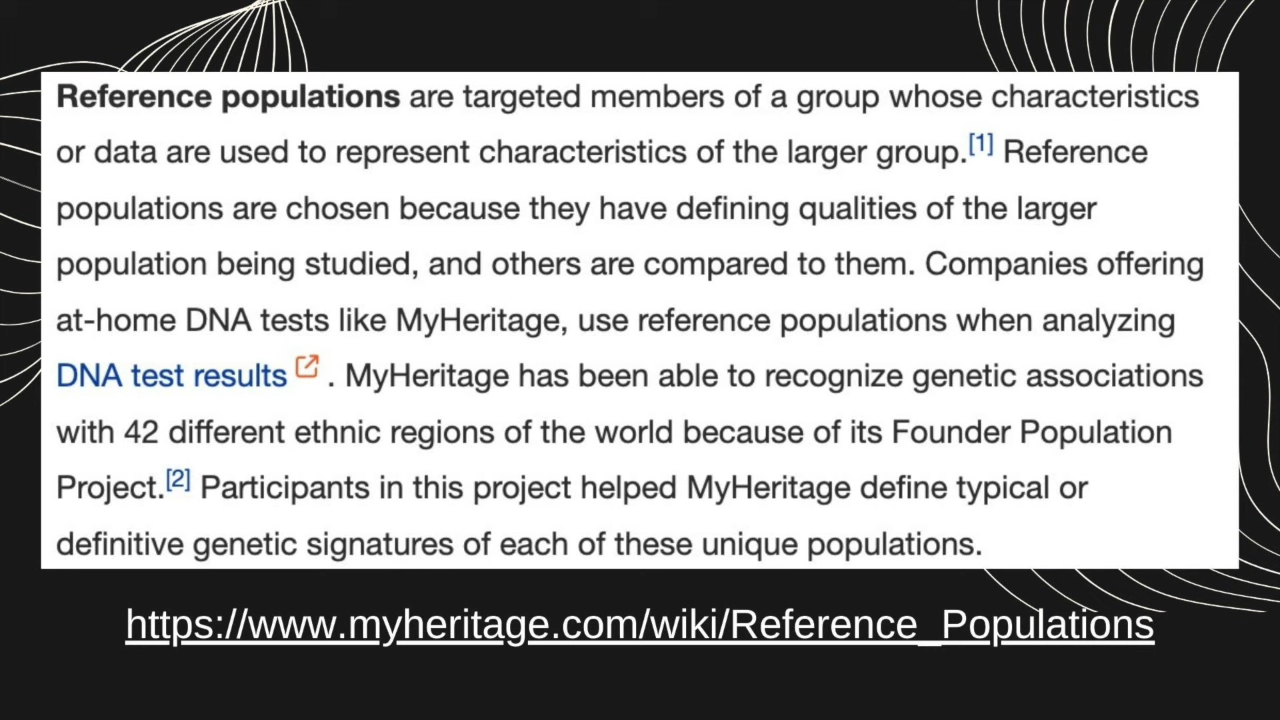 Reference populations are targeted members of a group whose characteristics
or data are used to represent characteristics of the larger group.[1] Reference
populations are chosen because they have defining qualities of the larger
population being studied, and others are compared to them. Companies offering
at-home DNA tests like MyHeritage, use reference populations when analyzing
DNA test results . MyHeritage has been able to recognize genetic associations
with 42 different ethnic regions of the world because of its Founder Population
Project.[2] Participants in this project helped MyHeritage define typical or
definitive genetic signatures of each of these unique populations.
https://www.myheritage.com/wiki/Reference_Populations